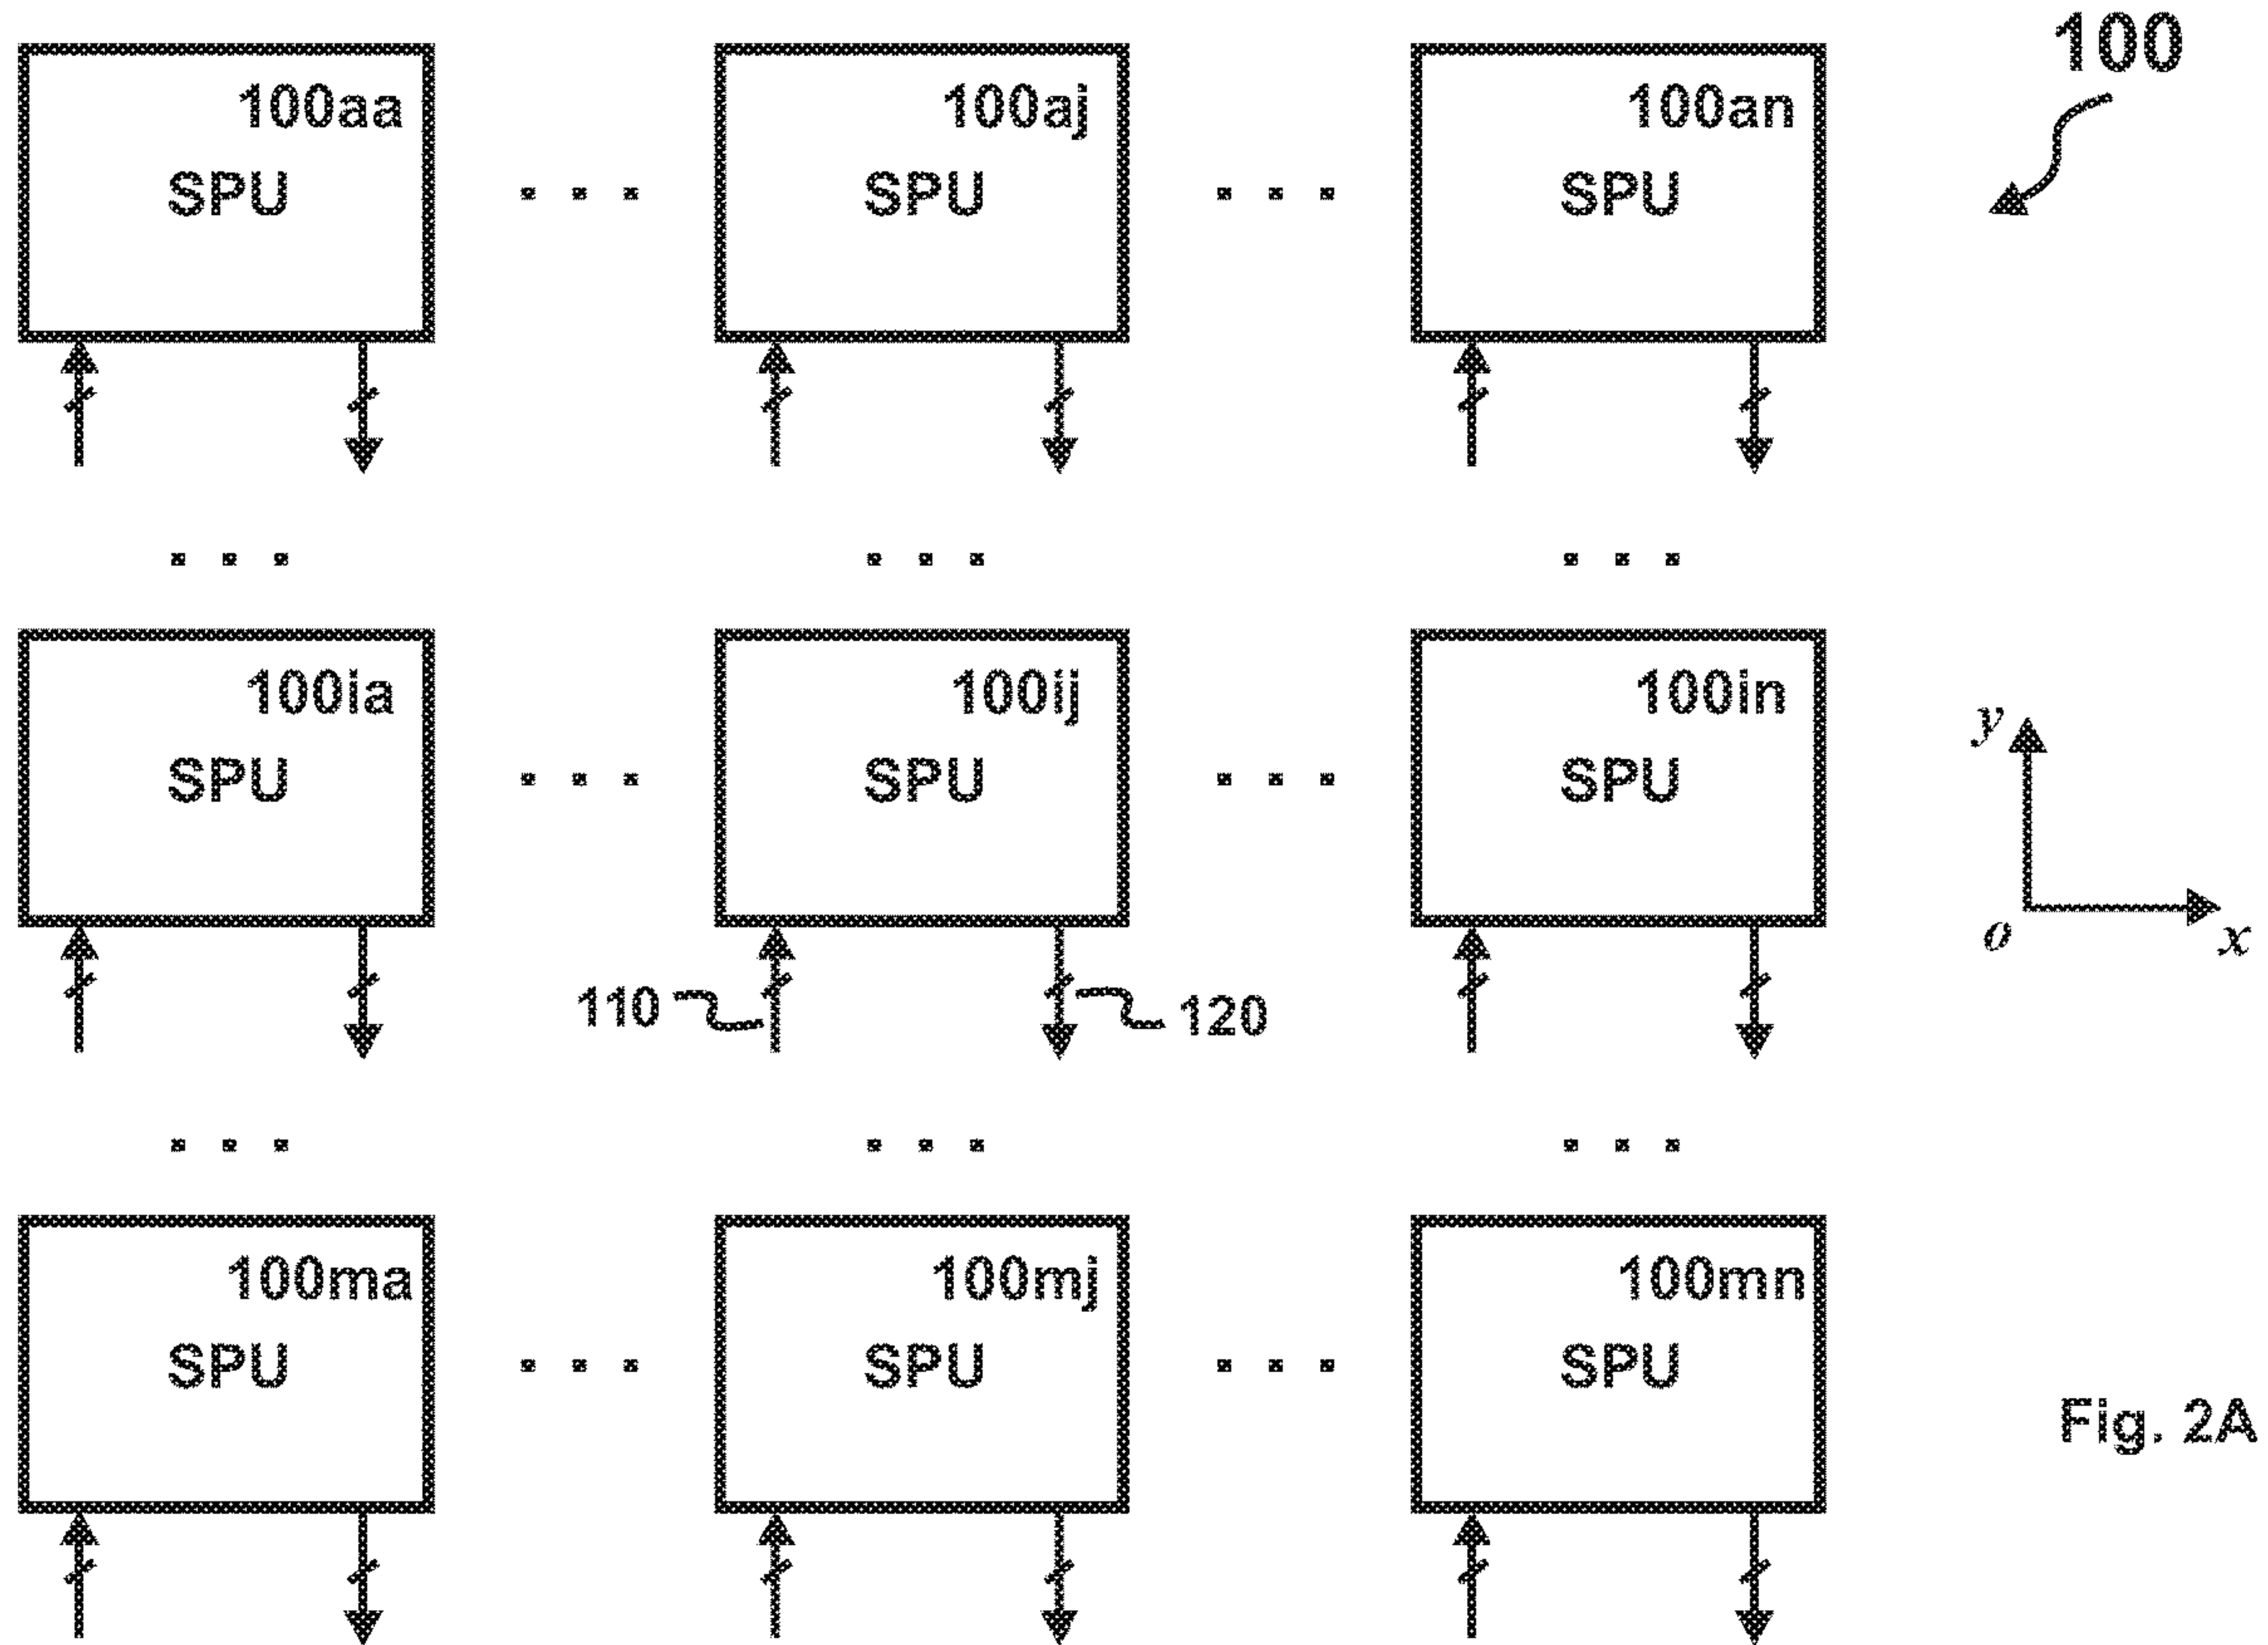 100
100aa 100aj 100an
SPU . . . SPU . . . SPU
. . . . . . . . .
100ia 100ij 100in
SPU . . . SPU . . . SPU
y
o x
110 120
. . . . . . . . .
100ma 100mj 100mn
SPU . . . SPU . . . SPU
Fig. 2A